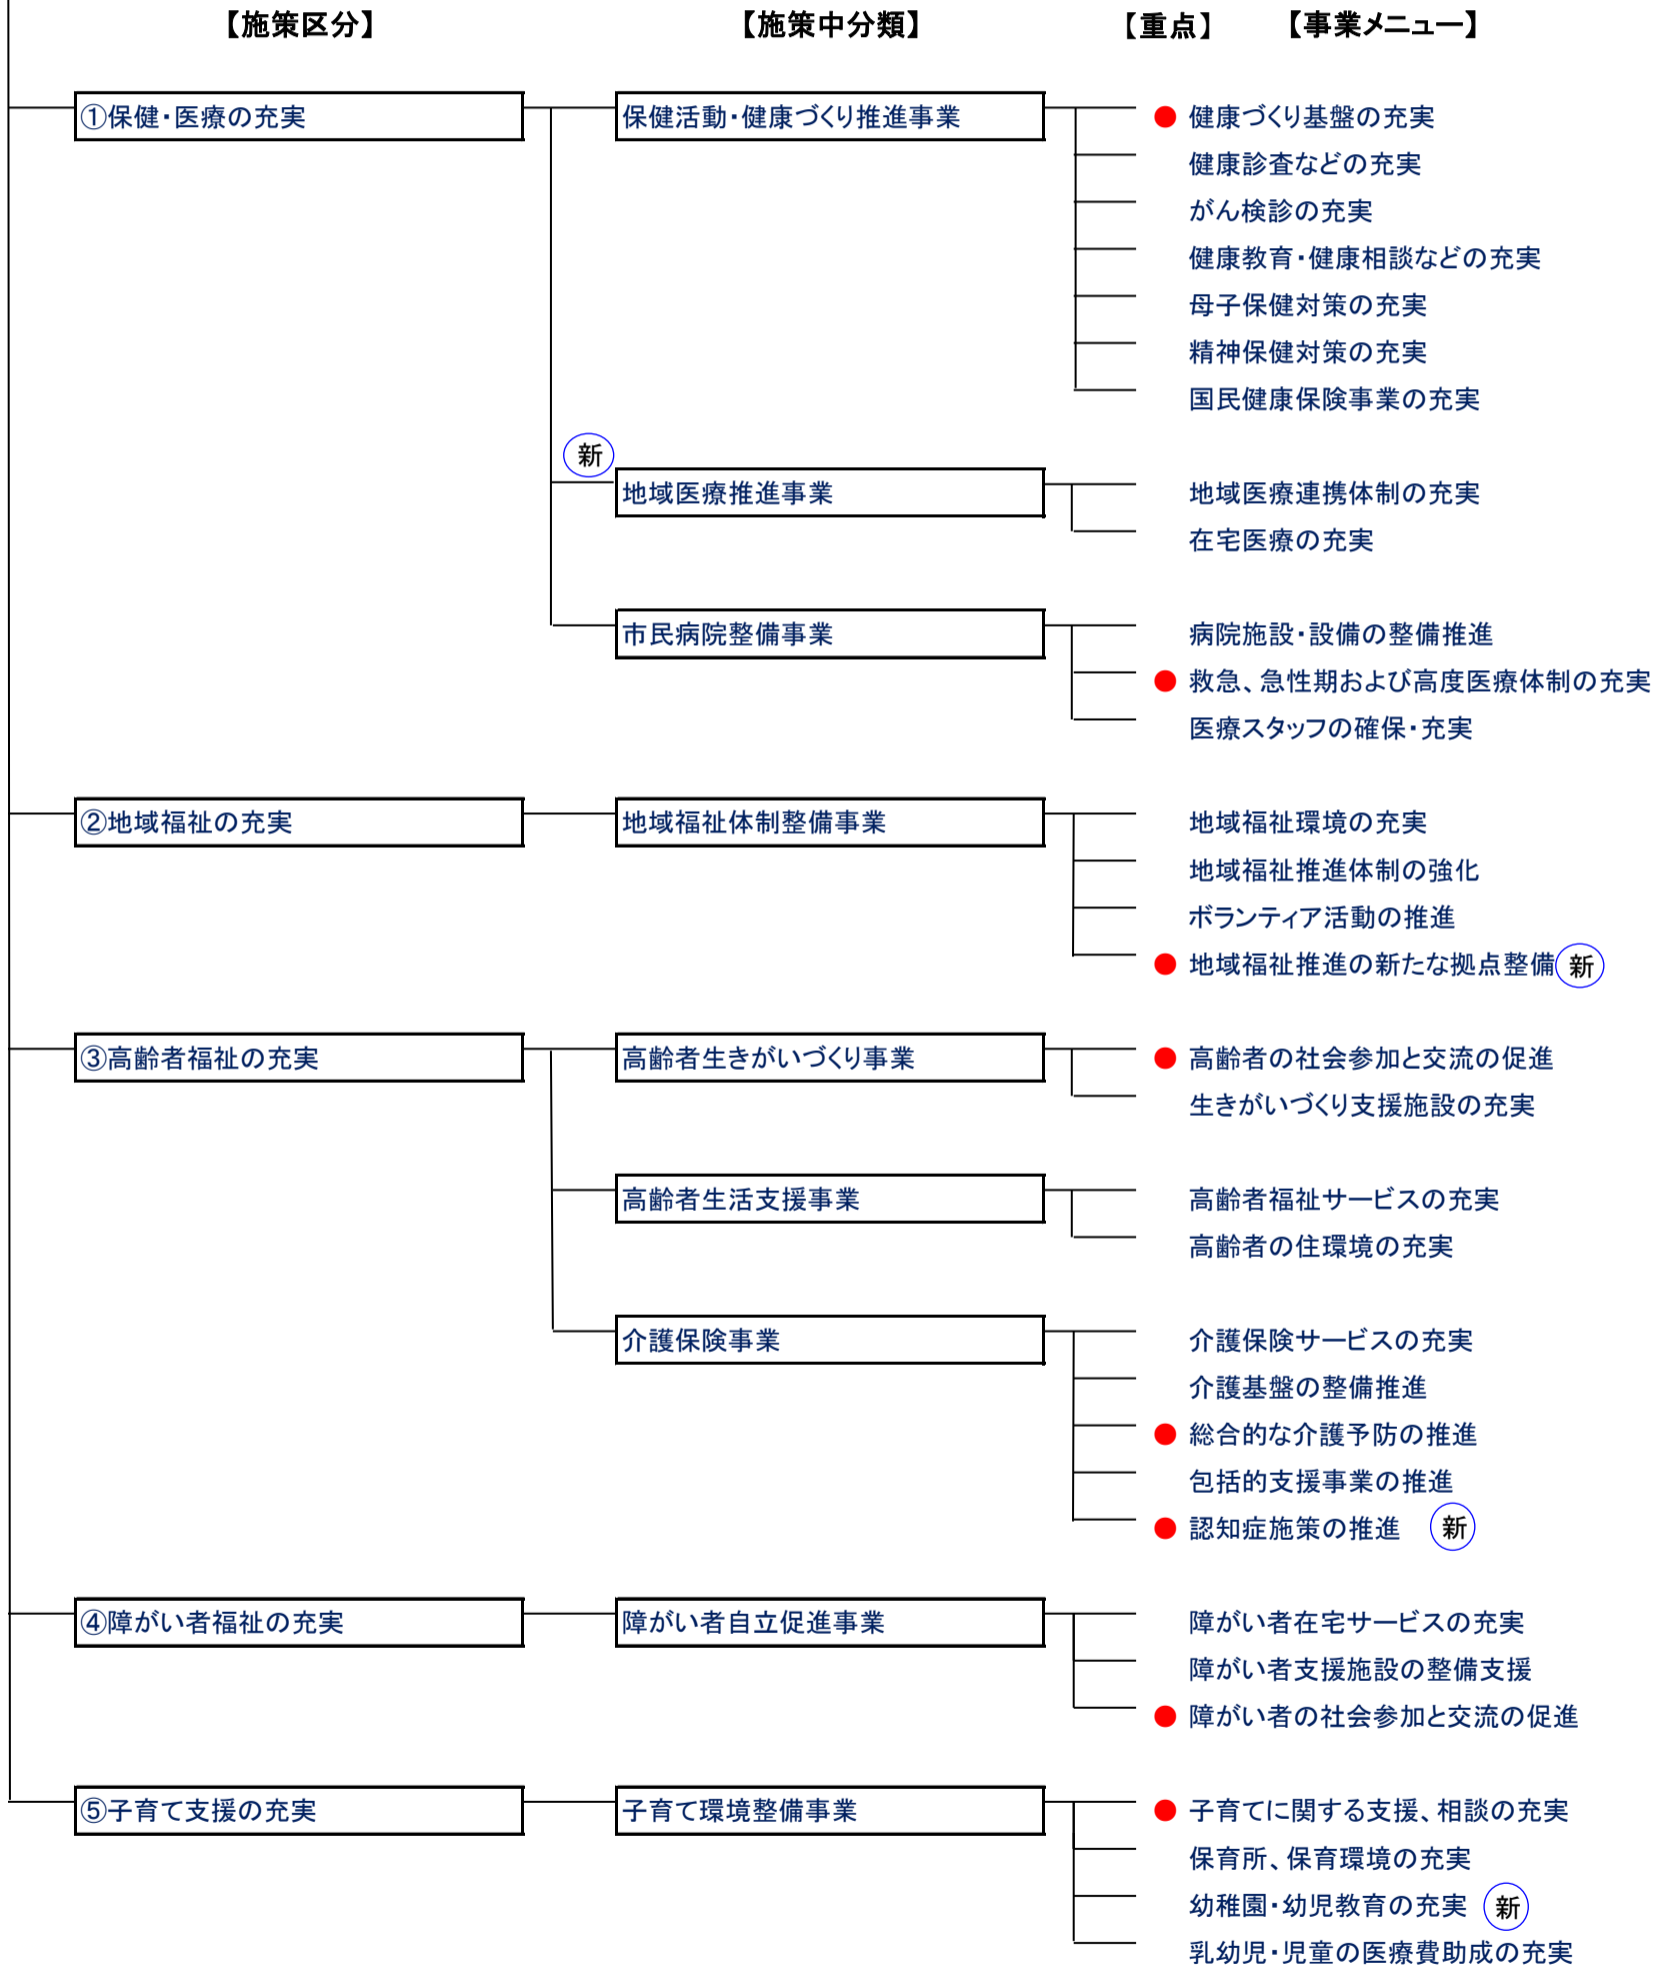 【施策区分】 【施策中分類】 【重点】 【事業メニュー】
①保健・医療の充実 保健活動・健康づくり推進事業 ● 健康づくり基盤の充実
健康診査などの充実
がん検診の充実
健康教育・健康相談などの充実
母子保健対策の充実
精神保健対策の充実
国民健康保険事業の充実
新
地域医療推進事業 地域医療連携体制の充実
在宅医療の充実
市民病院整備事業 病院施設・設備の整備推進
● 救急、急性期および高度医療体制の充実
医療スタッフの確保・充実
②地域福祉の充実 地域福祉体制整備事業 地域福祉環境の充実
地域福祉推進体制の強化
ボランティア活動の推進
● 地域福祉推進の新たな拠点整備 新
③高齢者福祉の充実 高齢者生きがいづくり事業 ● 高齢者の社会参加と交流の促進
生きがいづくり支援施設の充実
高齢者生活支援事業 高齢者福祉サービスの充実
高齢者の住環境の充実
介護保険事業 介護保険サービスの充実
介護基盤の整備推進
● 総合的な介護予防の推進
包括的支援事業の推進
● 認知症施策の推進 新
④障がい者福祉の充実 障がい者自立促進事業 障がい者在宅サービスの充実
障がい者支援施設の整備支援
● 障がい者の社会参加と交流の促進
⑤子育て支援の充実 子育て環境整備事業 ● 子育てに関する支援、相談の充実
保育所、保育環境の充実
幼稚園・幼児教育の充実 新
乳幼児・児童の医療費助成の充実